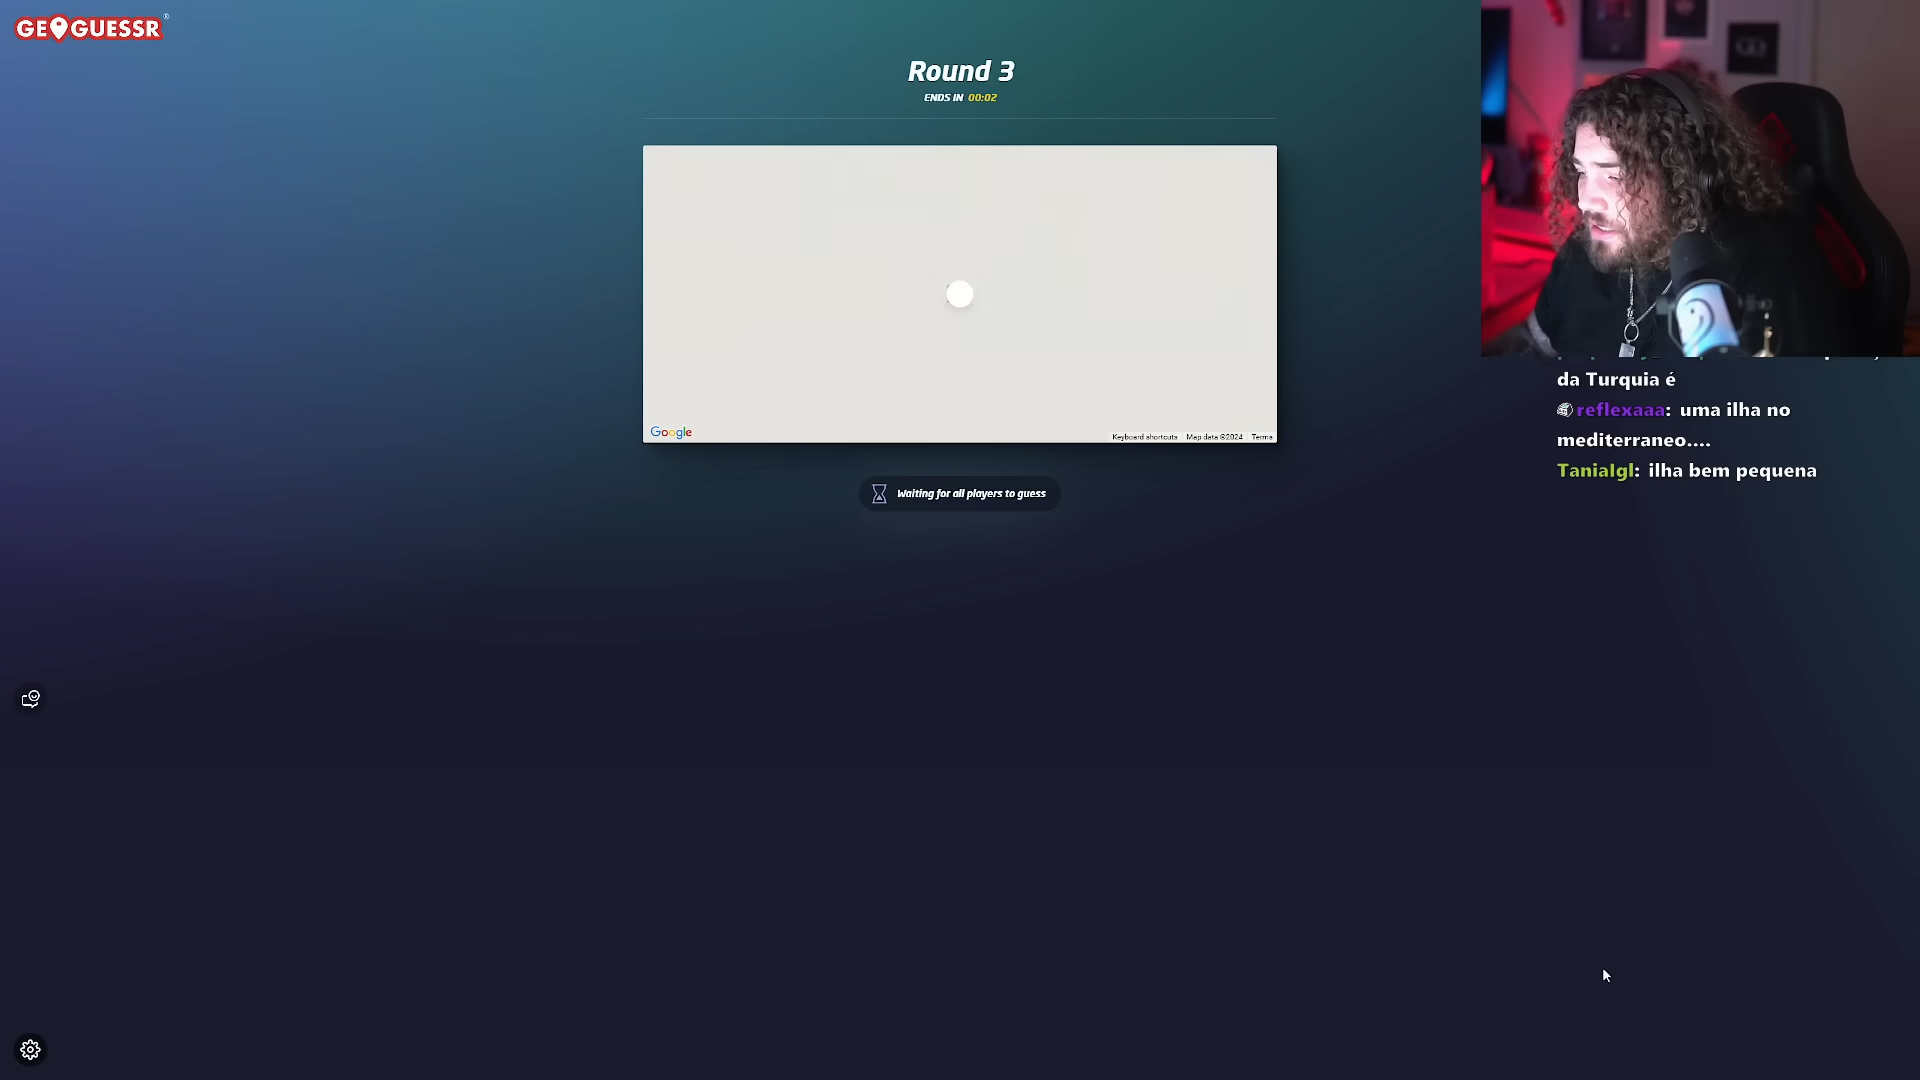 GEOGUESSR
Round 3
ENDS IN 00:02
Google
Keyboard shortcuts Map data ©2024 Terms
Waiting for all players to guess
da Turquia é
reflexaaa: uma ilha no
mediterraneo....
TaniaIgl: ilha bem pequena